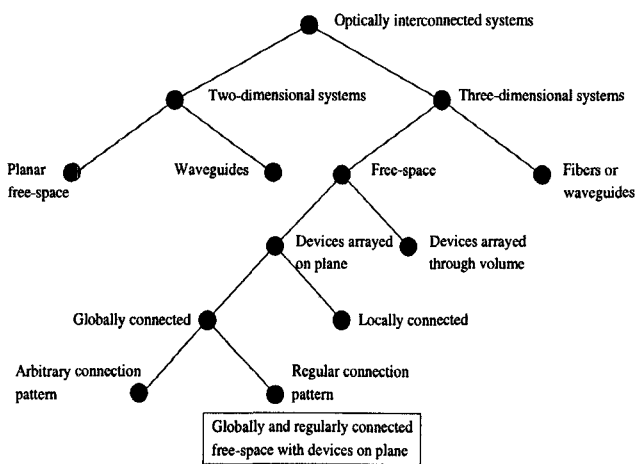 Optically interconnected systems
Two-dimensional systems
Three-dimensional systems
Planar
free-space
Waveguides
Free-space
Fibers or
waveguides
Devices arrayed
on plane
Devices arrayed
through volume
Globally connected
Locally connected
Arbitrary connection
pattern
Regular connection
pattern
Globally and regularly connected
free-space with devices on plane